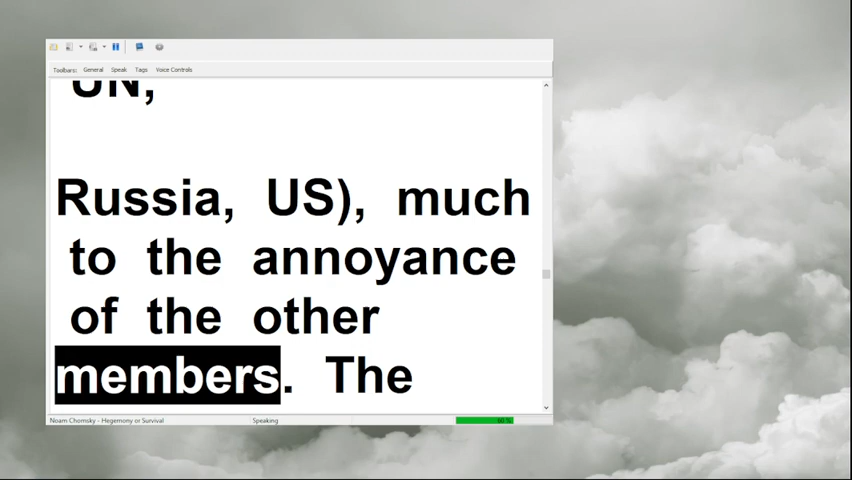 Toolbars: General Speak Tags Voice Controls
UN,
Russia, US), much
to the annoyance
of the other
members. The
Noam Chomsky - Hegemony or Survival Speaking 60 %